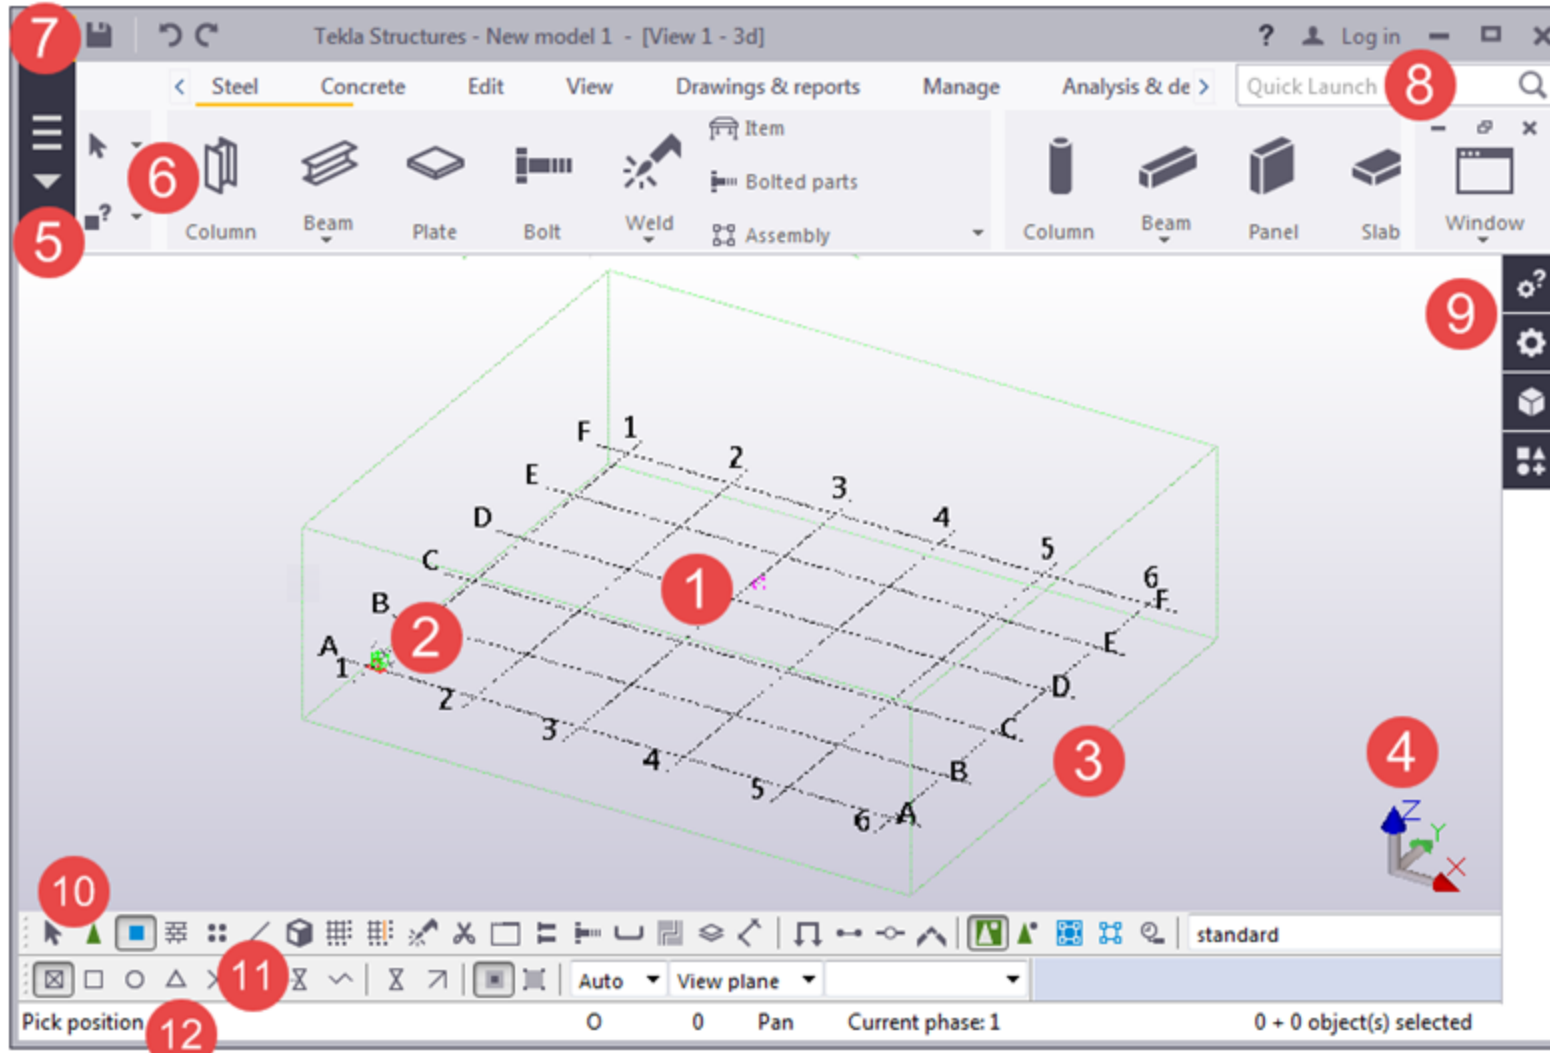 7 Tekla Structures - New model 1 - [View 1 - 3d] ? Log in
Steel Concrete Edit View Drawings & reports Manage Analysis & de Quick Launch 8
Item
6
Bolted parts
Column Beam Plate Bolt Weld Column Beam Panel Slab Window
Assembly
5 ?
9 ?
F 1
2
E 3
D 4
C 5
1
6
B F
2 E
A
1 D
2 C
3 3
4 B 4
5 A
6
Z
Y
X
10
standard
11 Auto View plane
Pick position 12 O 0 Pan Current phase: 1 0 + 0 object(s) selected